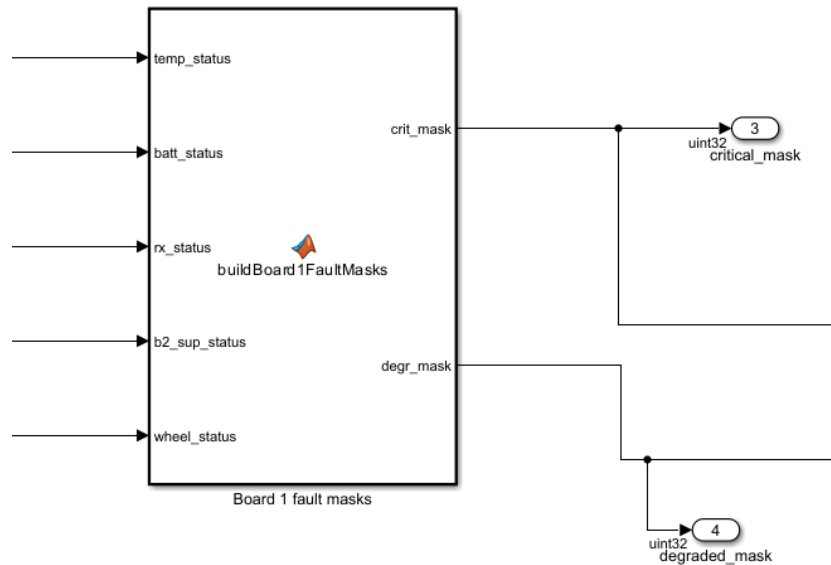 temp_status
batt_status
rx_status
b2_sup_status
wheel_status
buildBoard1FaultMasks
crit_mask
degr_mask
Board 1 fault masks
3
uint32
critical_mask
4
uint32
degraded_mask